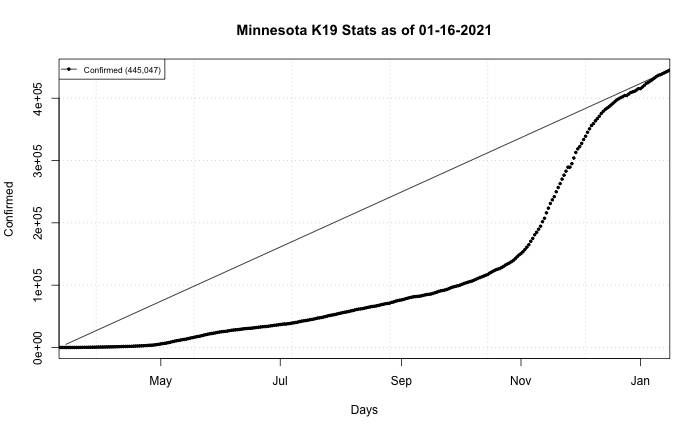 Minnesota K19 Stats as of 01-16-2021
Confirmed (445,047)
Confirmed
4e+05
3e+05
2e+05
1e+05
0e+00
May Jul Sep Nov Jan
Days